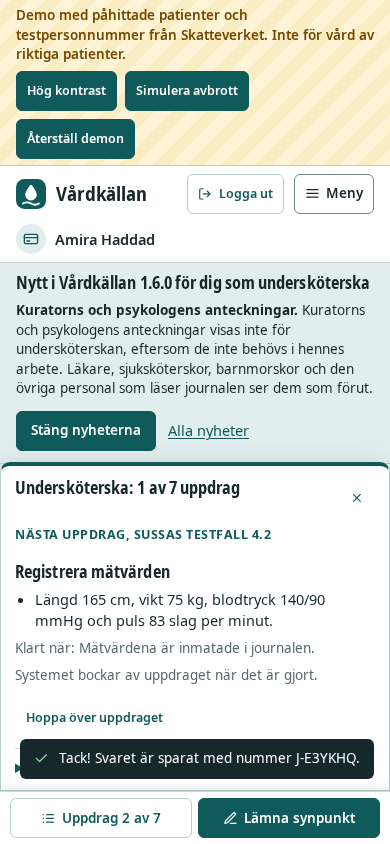 Demo med påhittade patienter och
testpersonnummer från Skatteverket. Inte för vård av
riktiga patienter.
Hög kontrast
Simulera avbrott
Återställ demon
Vårdkällan
Logga ut
Meny
Amira Haddad
Nytt i Vårdkällan 1.6.0 för dig som undersköterska
Kuratorns och psykologens anteckningar. Kuratorns
och psykologens anteckningar visas inte för
undersköterskan, eftersom de inte behövs i hennes
arbete. Läkare, sjuksköterskor, barnmorskor och den
övriga personal som läser journalen ser dem som förut.
Stäng nyheterna
Alla nyheter
Undersköterska: 1 av 7 uppdrag
NÄSTA UPPDRAG, SUSSAS TESTFALL 4.2
Registrera mätvärden
• Längd 165 cm, vikt 75 kg, blodtryck 140/90
mmHg och puls 83 slag per minut.
Klart när: Mätvärdena är inmatade i journalen.
Systemet bockar av uppdraget när det är gjort.
Hoppa över uppdraget
Tack! Svaret är sparat med nummer J-E3YKHQ.
Uppdrag 2 av 7
Lämna synpunkt